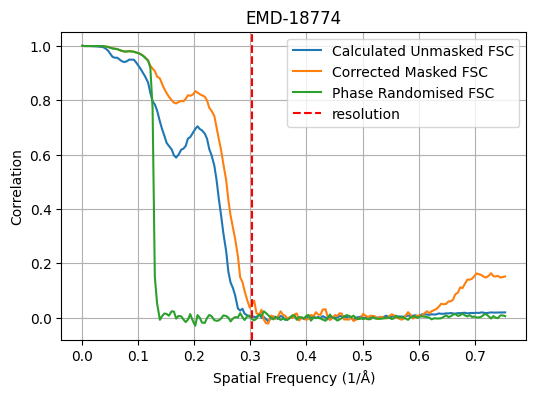 EMD-18774
Calculated Unmasked FSC
Corrected Masked FSC
Phase Randomised FSC
resolution
Correlation
1.0
0.8
0.6
0.4
0.2
0.0
0.0 0.1 0.2 0.3 0.4 0.5 0.6 0.7
Spatial Frequency (1/Å)